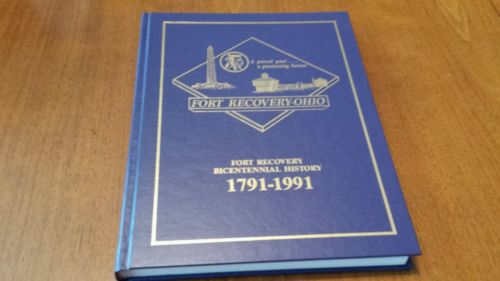 A proud past...
a promising future
FORT RECOVERY-OHIO
FORT RECOVERY
BICENTENNIAL HISTORY
1791-1991